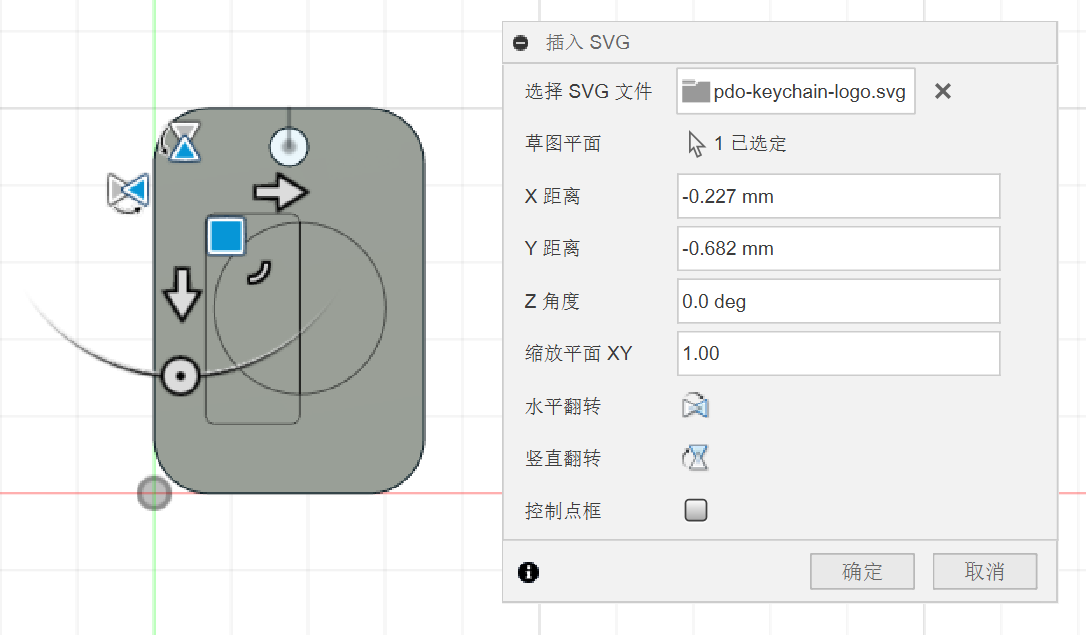 插入 SVG
选择 SVG 文件 pdo-keychain-logo.svg
草图平面 1 已选定
X 距离 -0.227 mm
Y 距离 -0.682 mm
Z 角度 0.0 deg
缩放平面 XY 1.00
水平翻转
竖直翻转
控制点框
确定 取消